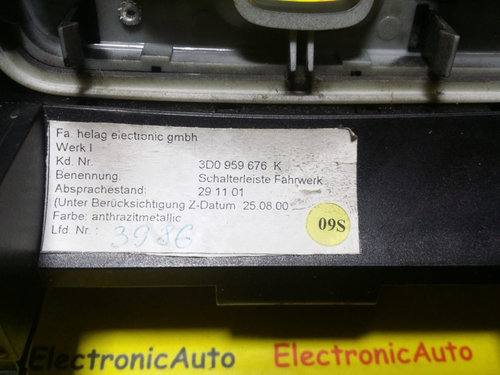 Fa. helag electronic gmbh
Werk I
Kd. Nr. 3D0 959 676 K
Benennung: Schalterleiste Fahrwerk
Absprachestand: 29 11 01
(Unter Berücksichtigung Z-Datum 25.08.00
Farbe: anthrazitmetallic
Lfd Nr : 3986
09S
ElectronicAuto ElectronicAuto